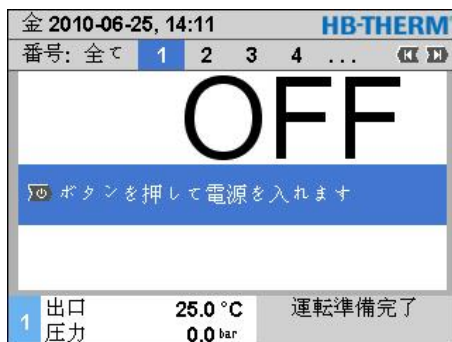 金 2010-06-25, 14:11 HB-THERM
番号: 全て 1 2 3 4 ...
OFF
ボタンを押して電源を入れます
1 出口 25.0 °C 運転準備完了
圧力 0.0 bar